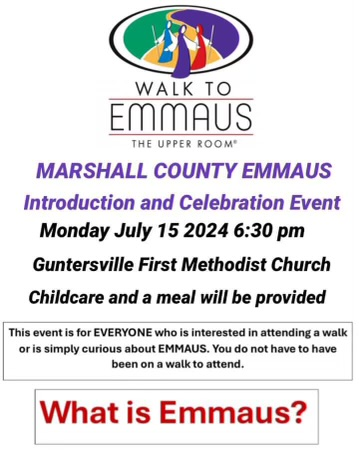 WALK TO
EMMAUS
THE UPPER ROOM®
MARSHALL COUNTY EMMAUS
Introduction and Celebration Event
Monday July 15 2024 6:30 pm
Guntersville First Methodist Church
Childcare and a meal will be provided
This event is for EVERYONE who is interested in attending a walk
or is simply curious about EMMAUS. You do not have to have
been on a walk to attend.
What is Emmaus?